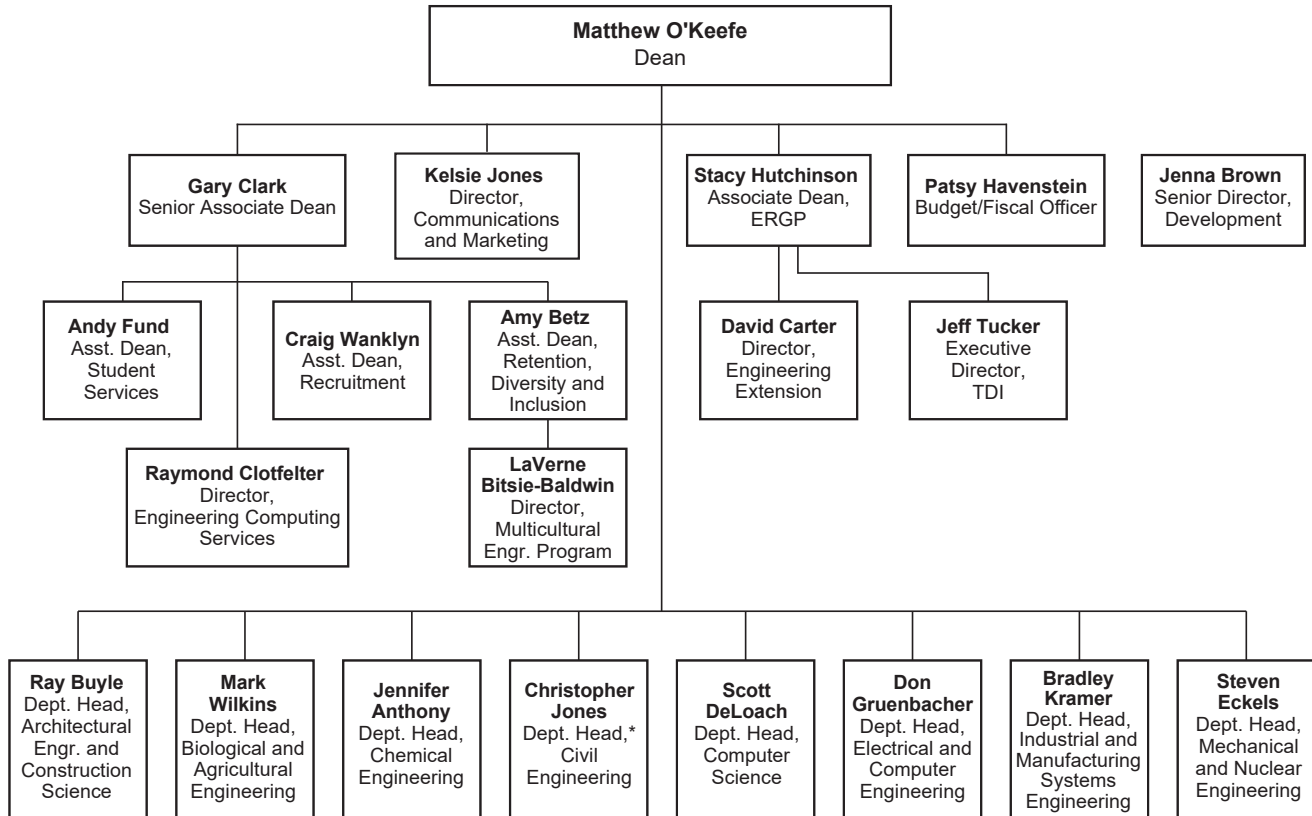 Matthew O'Keefe
Dean
Gary Clark
Senior Associate Dean
Kelsie Jones
Director,
Communications
and Marketing
Stacy Hutchinson
Associate Dean,
ERGP
Patsy Havenstein
Budget/Fiscal Officer
Jenna Brown
Senior Director,
Development
Andy Fund
Asst. Dean,
Student
Services
Craig Wanklyn
Asst. Dean,
Recruitment
Amy Betz
Asst. Dean,
Retention,
Diversity and
Inclusion
David Carter
Director,
Engineering
Extension
Jeff Tucker
Executive
Director,
TDI
Raymond Clotfelter
Director,
Engineering Computing
Services
LaVerne
Bitsie-Baldwin
Director,
Multicultural
Engr. Program
Ray Buyle
Dept. Head,
Architectural
Engr. and
Construction
Science
Mark
Wilkins
Dept. Head,
Biological and
Agricultural
Engineering
Jennifer
Anthony
Dept. Head,
Chemical
Engineering
Christopher
Jones
Dept. Head,*
Civil
Engineering
Scott
DeLoach
Dept. Head,
Computer
Science
Don
Gruenbacher
Dept. Head,
Electrical and
Computer
Engineering
Bradley
Kramer
Dept. Head,
Industrial and
Manufacturing
Systems
Engineering
Steven
Eckels
Dept. Head,
Mechanical
and Nuclear
Engineering